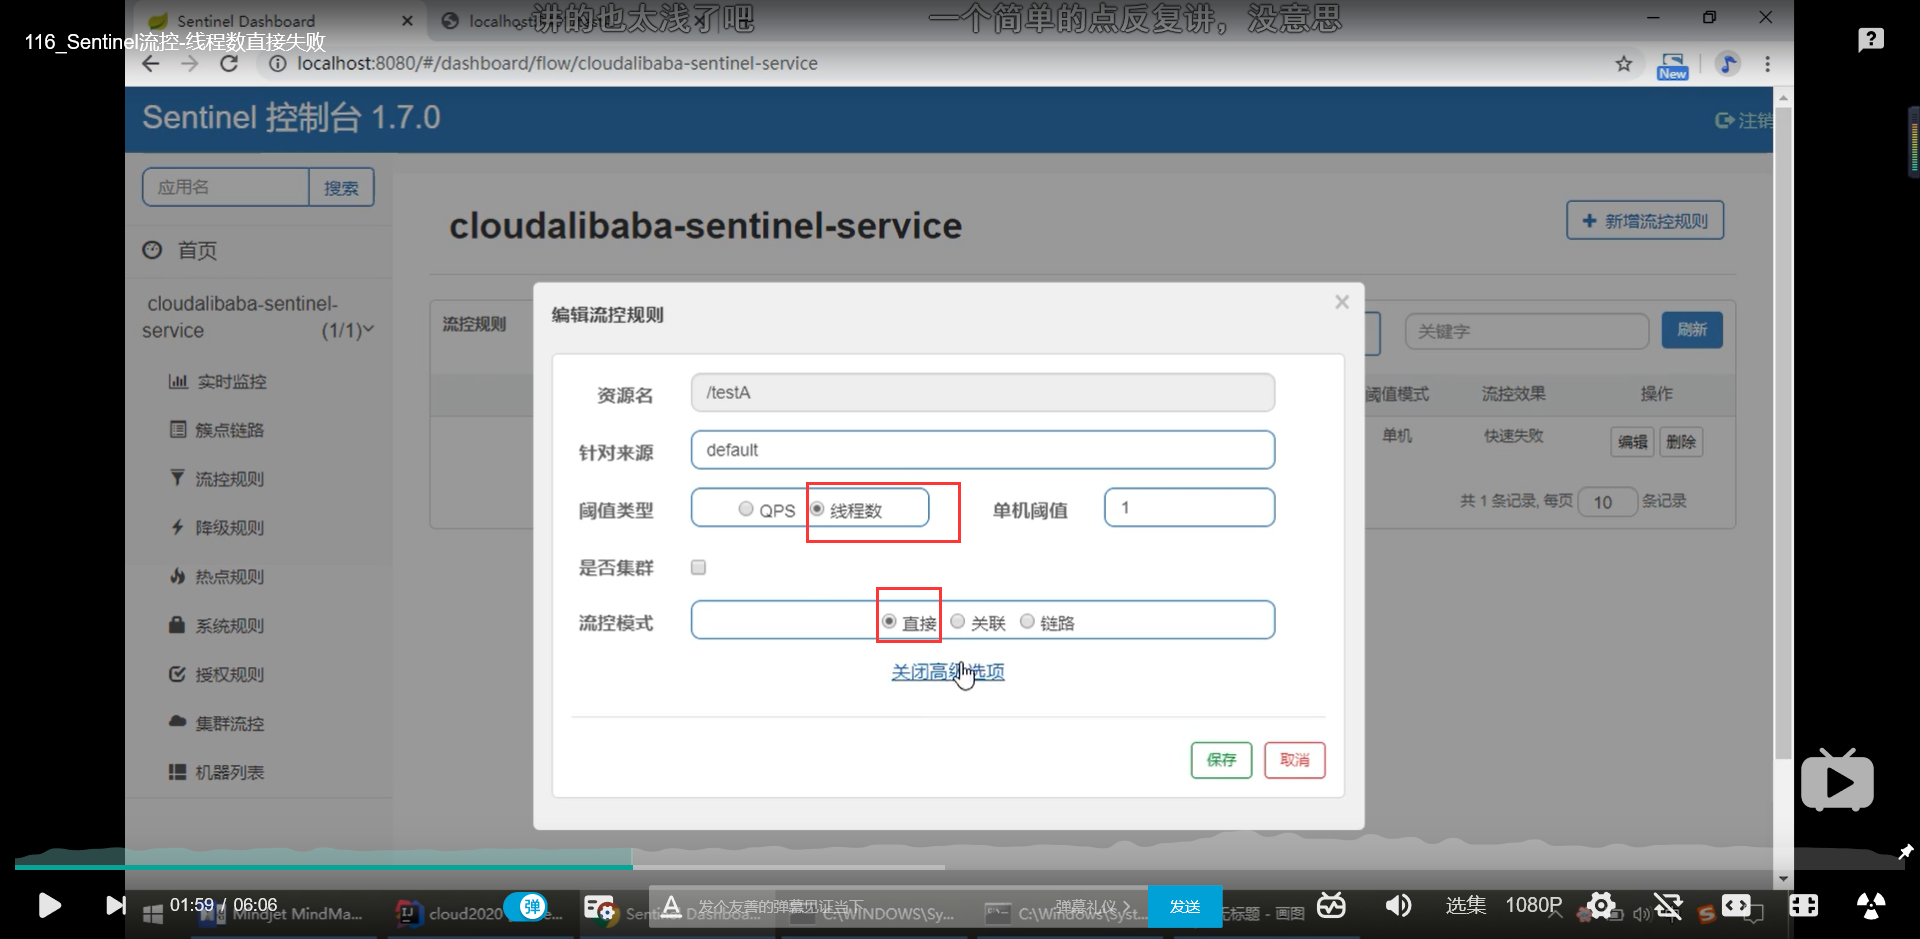 Sentinel Dashboard
讲的也太浅了吧
一个简单的点反复讲，没意思
116_Sentinel流控-线程数直接失败
localhost:8080/#/dashboard/flow/cloudalibaba-sentinel-service
New
Sentinel 控制台 1.7.0
注销
应用名
搜索
cloudalibaba-sentinel-service
新增流控规则
首页
cloudalibaba-sentinel-
service
(1/1)
实时监控
簇点链路
流控规则
降级规则
热点规则
系统规则
授权规则
集群流控
机器列表
流控规则
关键字
刷新
阈值模式
流控效果
操作
单机
快速失败
编辑
删除
共 1 条记录, 每页 10 条记录
编辑流控规则
资源名
/testA
针对来源
default
阈值类型
QPS
线程数
单机阈值
1
是否集群
流控模式
直接
关联
链路
关闭高级选项
保存
取消
01:59 / 06:06
Mindjet MindMa...
cloud2020
弹
发个友善的弹幕见证当下
弹幕礼仪
发送
C:\WINDOWS\Sy...
选集
1080P